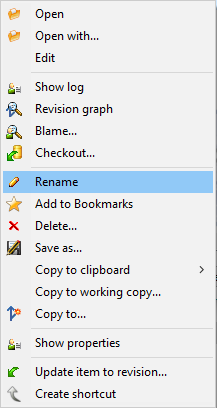 Open
Open with...
Edit
Show log
Revision graph
Blame...
Checkout...
Rename
Add to Bookmarks
Delete...
Save as...
Copy to clipboard
Copy to working copy...
Copy to...
Show properties
Update item to revision...
Create shortcut